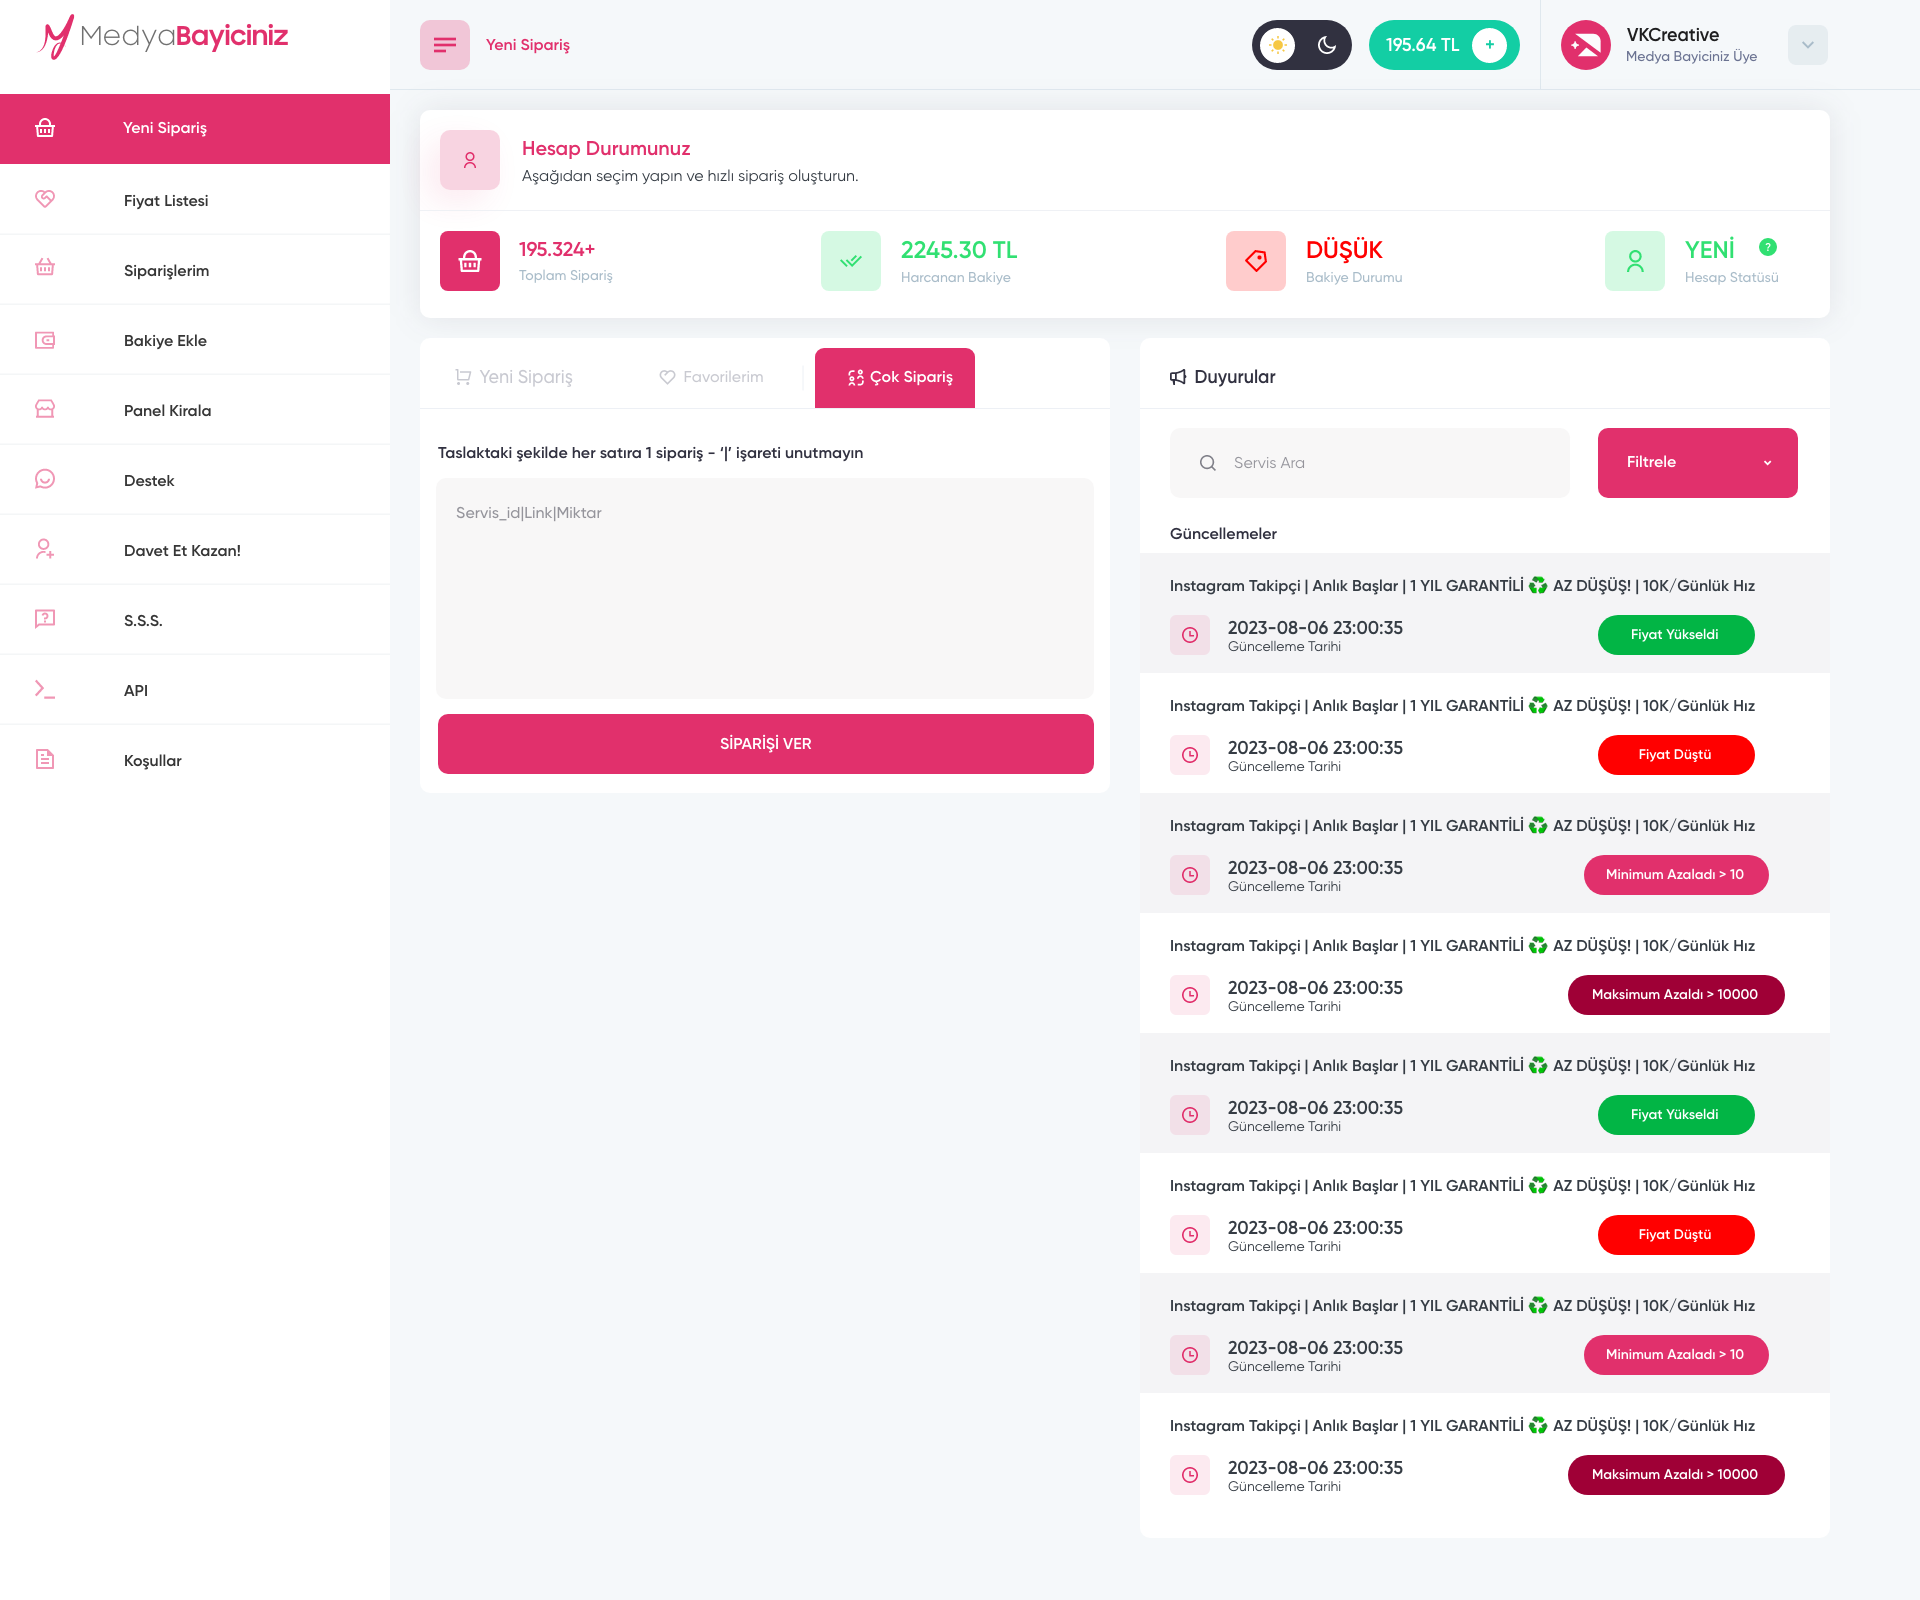 MedyaBayiciniz
Yeni Sipariş
Fiyat Listesi
Siparişlerim
Bakiye Ekle
Panel Kirala
Destek
Davet Et Kazan!
S.S.S.
API
Koşullar
Yeni Sipariş
195.64 TL +
VKCreative
Medya Bayiciniz Üye
Hesap Durumunuz
Aşağıdan seçim yapın ve hızlı sipariş oluşturun.
195.324+
Toplam Sipariş
2245.30 TL
Harcanan Bakiye
DÜŞÜK
Bakiye Durumu
YENİ ?
Hesap Statüsü
Yeni Sipariş
Favorilerim
Çok Sipariş
Taslaktaki şekilde her satıra 1 sipariş - ‘|’ işareti unutmayın
Servis_id|Link|Miktar
SİPARİŞİ VER
Duyurular
Servis Ara
Filtrele
Güncellemeler
Instagram Takipçi | Anlık Başlar | 1 YIL GARANTİLİ ♻️ AZ DÜŞÜŞ! | 10K/Günlük Hız
2023-08-06 23:00:35
Güncelleme Tarihi
Fiyat Yükseldi
Instagram Takipçi | Anlık Başlar | 1 YIL GARANTİLİ ♻️ AZ DÜŞÜŞ! | 10K/Günlük Hız
2023-08-06 23:00:35
Güncelleme Tarihi
Fiyat Düştü
Instagram Takipçi | Anlık Başlar | 1 YIL GARANTİLİ ♻️ AZ DÜŞÜŞ! | 10K/Günlük Hız
2023-08-06 23:00:35
Güncelleme Tarihi
Minimum Azaladı > 10
Instagram Takipçi | Anlık Başlar | 1 YIL GARANTİLİ ♻️ AZ DÜŞÜŞ! | 10K/Günlük Hız
2023-08-06 23:00:35
Güncelleme Tarihi
Maksimum Azaldı > 10000
Instagram Takipçi | Anlık Başlar | 1 YIL GARANTİLİ ♻️ AZ DÜŞÜŞ! | 10K/Günlük Hız
2023-08-06 23:00:35
Güncelleme Tarihi
Fiyat Yükseldi
Instagram Takipçi | Anlık Başlar | 1 YIL GARANTİLİ ♻️ AZ DÜŞÜŞ! | 10K/Günlük Hız
2023-08-06 23:00:35
Güncelleme Tarihi
Fiyat Düştü
Instagram Takipçi | Anlık Başlar | 1 YIL GARANTİLİ ♻️ AZ DÜŞÜŞ! | 10K/Günlük Hız
2023-08-06 23:00:35
Güncelleme Tarihi
Minimum Azaladı > 10
Instagram Takipçi | Anlık Başlar | 1 YIL GARANTİLİ ♻️ AZ DÜŞÜŞ! | 10K/Günlük Hız
2023-08-06 23:00:35
Güncelleme Tarihi
Maksimum Azaldı > 10000